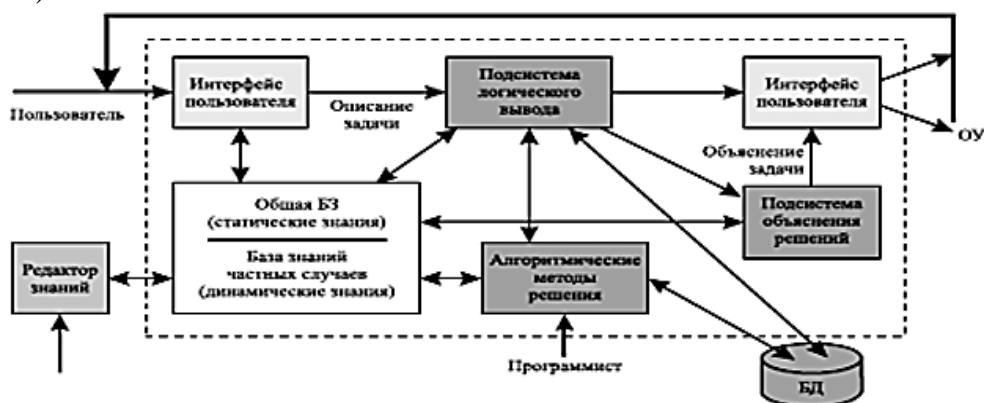 Интерфейс
пользователя
Подсистема
логического
вывода
Интерфейс
пользователя
Пользователь
Описание
задачи
ОУ
Объяснение
задачи
Общая БЗ
(статические знания)
База знаний
частных случаев
(динамические знания)
Подсистема
объяснения
решений
Редактор
знаний
Алгоритмические
методы
решения
Программист
БД